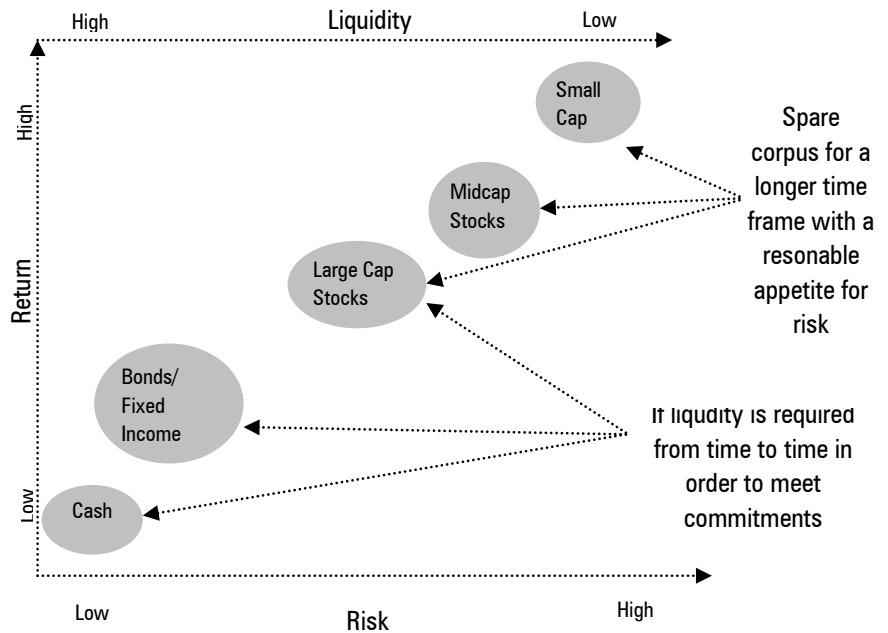 High
Liquidity
Low
High
Return
Low
Small
Cap
Midcap
Stocks
Large Cap
Stocks
Bonds/
Fixed
Income
Cash
Spare
corpus for a
longer time
frame with a
resonable
appetite for
risk
If liquidity is required
from time to time in
order to meet
commitments
Low
Risk
High